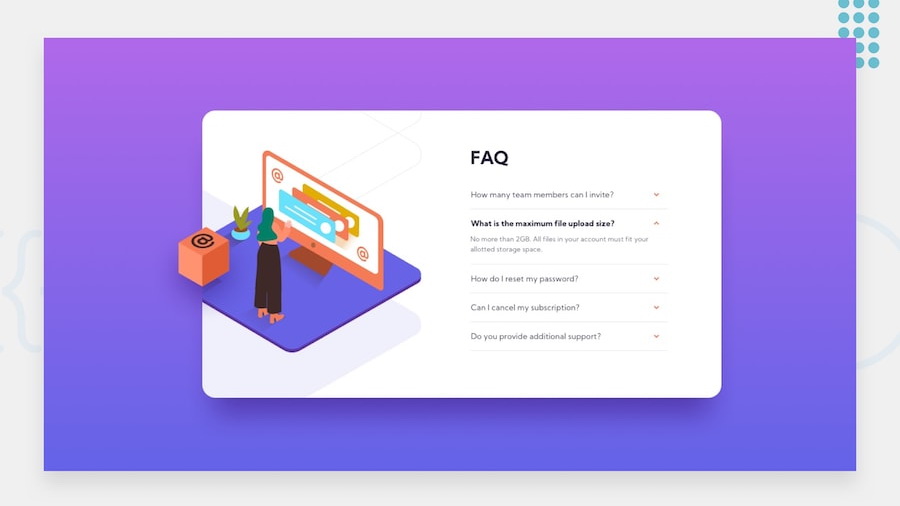 FAQ
How many team members can I invite?
What is the maximum file upload size?
No more than 2GB. All files in your account must fit your
allotted storage space.
How do I reset my password?
Can I cancel my subscription?
Do you provide additional support?
@
@
@